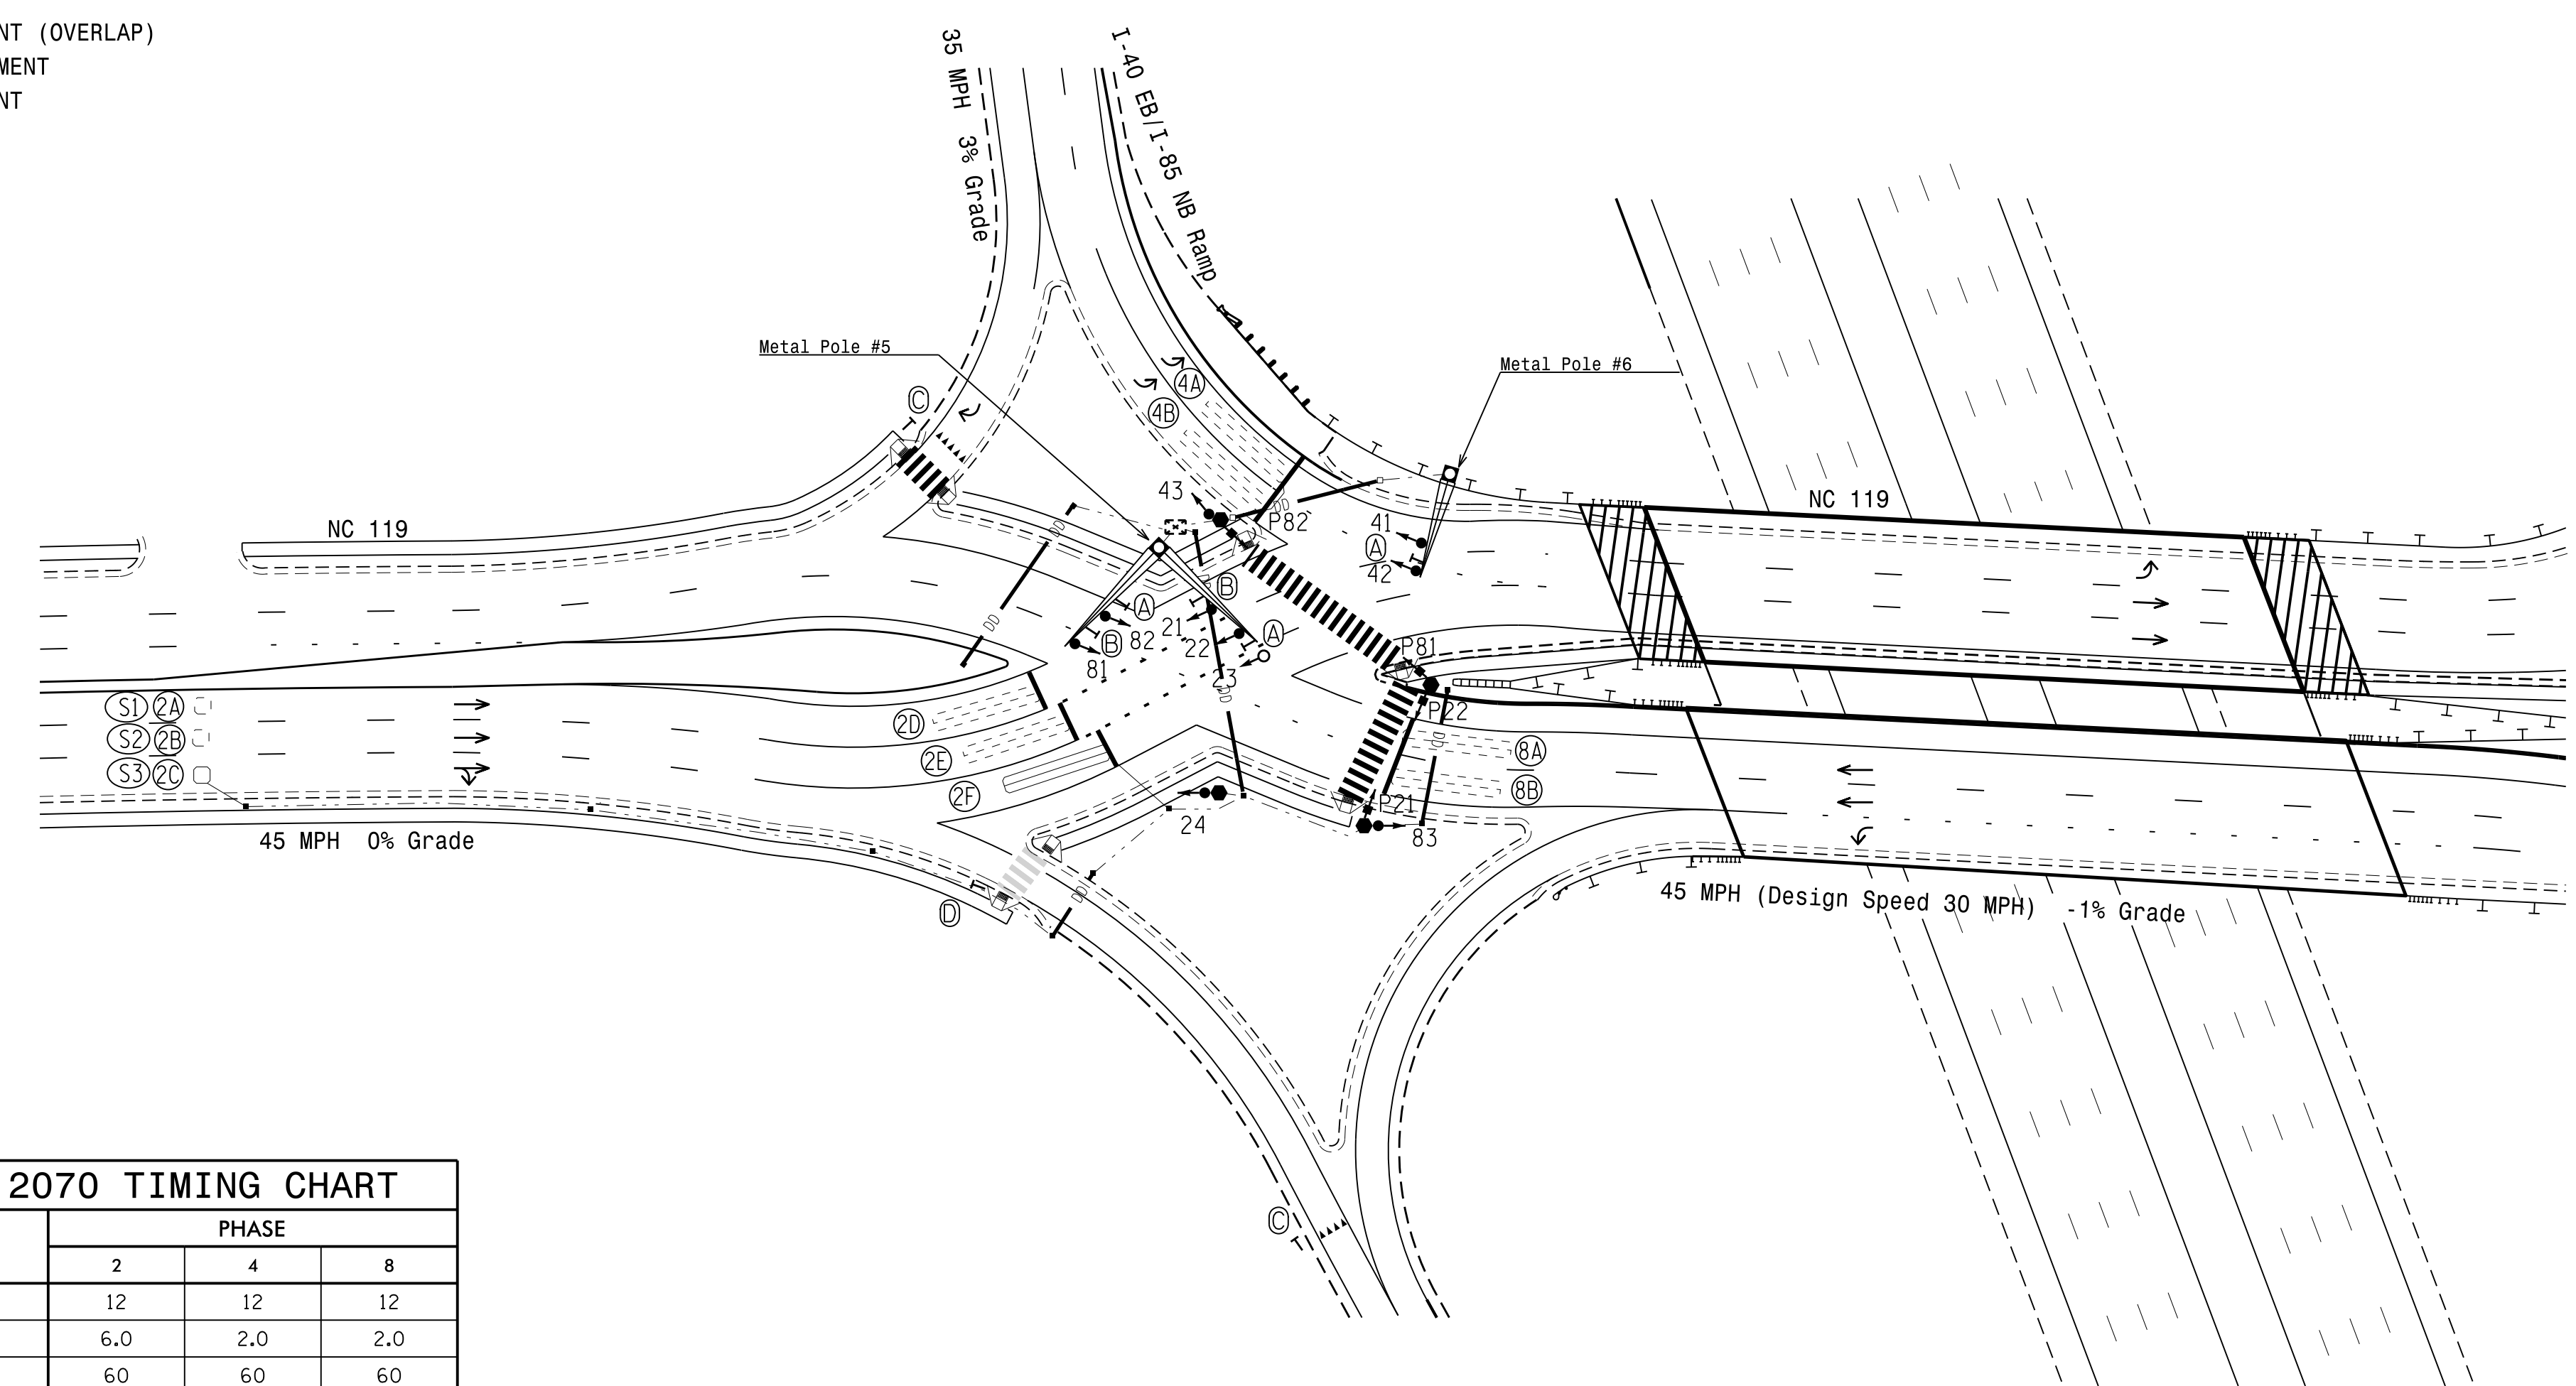 NT (OVERLAP)
MENT
NT
35 MPH 3% Grade
I-40 EB/I-85 NB Ramp
Metal Pole #5
Metal Pole #6
C
4A
4B
43
P82
41
A
42
NC 119
NC 119
B
A
82
21
A
B
22
81
23
P81
P22
S1 2A
S2 2B
S3 2C
2D
2E
2F
8A
8B
P21
24
83
45 MPH 0% Grade
D
45 MPH (Design Speed 30 MPH) -1% Grade
C
2070 TIMING CHART
PHASE
2 4 8
12 12 12
6.0 2.0 2.0
60 60 60